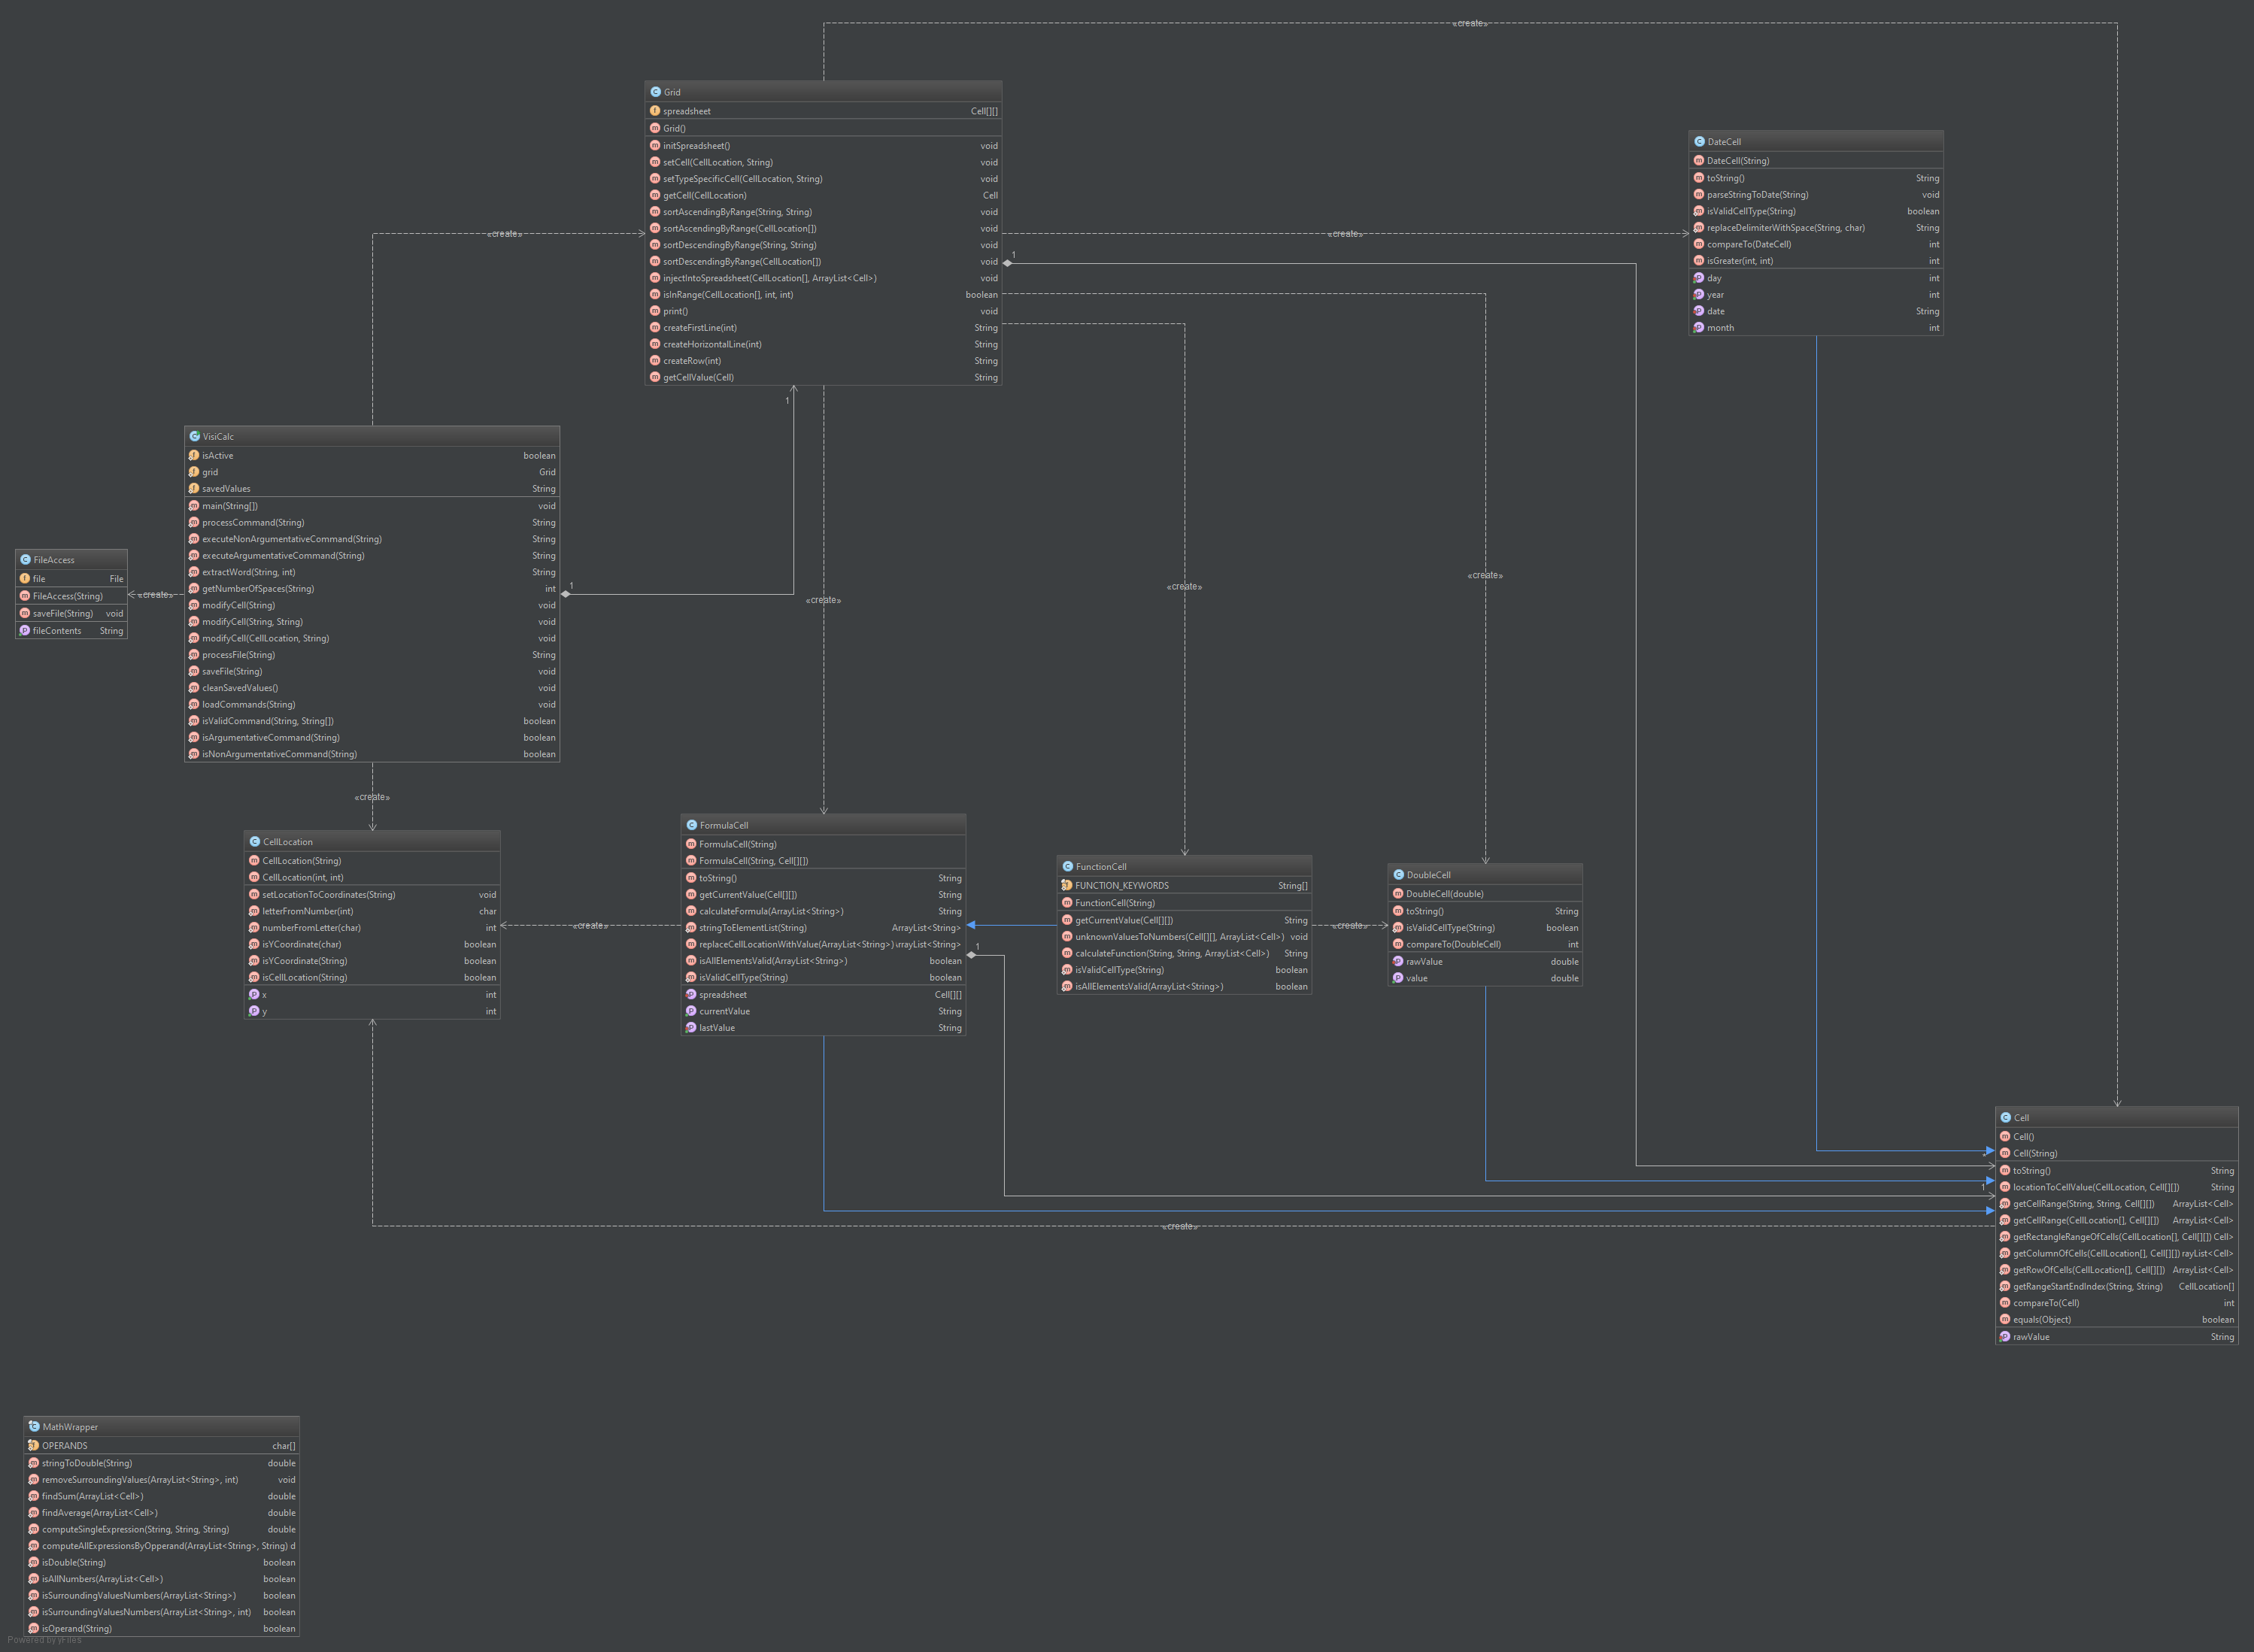 «create»
Grid
spreadsheet Cell[][]
Grid()
initSpreadsheet() void
setCell(CellLocation, String) void
setTypeSpecificCell(CellLocation, String) void
getCell(CellLocation) Cell
sortAscendingByRange(String, String) void
sortAscendingByRange(CellLocation[]) void
sortDescendingByRange(String, String) void
sortDescendingByRange(CellLocation[]) void
injectIntoSpreadsheet(CellLocation[], ArrayList<Cell>) void
isInRange(CellLocation[], int, int) boolean
print() void
createFirstLine(int) String
createHorizontalLine(int) String
createRow(int) String
getCellValue(Cell) String
DateCell
DateCell(String)
toString() String
parseStringToDate(String) void
isValidCellType(String) boolean
replaceDelimiterWithSpace(String, char) String
compareTo(DateCell) int
isGreater(int, int) int
day int
year int
date String
month int
«create»
«create»
1
1
VisiCalc
isActive boolean
grid Grid
savedValues String
main(String[]) void
processCommand(String) String
executeNonArgumentativeCommand(String) String
executeArgumentativeCommand(String) String
extractWord(String, int) String
getNumberOfSpaces(String) int
modifyCell(String) void
modifyCell(String, String) void
modifyCell(CellLocation, String) void
processFile(String) String
saveFile(String) void
cleanSavedValues() void
loadCommands(String) void
isValidCommand(String, String[]) boolean
isArgumentativeCommand(String) boolean
isNonArgumentativeCommand(String) boolean
FileAccess
file File
FileAccess(String)
saveFile(String) void
fileContents String
«create»
1
«create»
«create»
«create»
«create»
CellLocation
CellLocation(String)
CellLocation(int, int)
setLocationToCoordinates(String) void
letterFromNumber(int) char
numberFromLetter(char) int
isYCoordinate(char) boolean
isYCoordinate(String) boolean
isCellLocation(String) boolean
x int
y int
«create»
FormulaCell
FormulaCell(String)
FormulaCell(String, Cell[][])
toString() String
getCurrentValue(Cell[][]) String
calculateFormula(ArrayList<String>) String
stringToElementList(String) ArrayList<String>
replaceCellLocationWithValue(ArrayList<String>) ırrayList<String>
isAllElementsValid(ArrayList<String>) boolean
isValidCellType(String) boolean
spreadsheet Cell[][]
currentValue String
lastValue String
1
FunctionCell
FUNCTION_KEYWORDS String[]
FunctionCell(String)
getCurrentValue(Cell[][]) String
unknownValuesToNumbers(Cell[][], ArrayList<Cell>) void
calculateFunction(String, String, ArrayList<Cell>) String
isValidCellType(String) boolean
isAllElementsValid(ArrayList<String>) boolean
«create»
DoubleCell
DoubleCell(double)
toString() String
isValidCellType(String) boolean
compareTo(DoubleCell) int
rawValue double
value double
Cell
Cell()
Cell(String)
toString() String
locationToCellValue(CellLocation, Cell[][]) String
getCellRange(String, String, Cell[][]) ArrayList<Cell>
getCellRange(CellLocation[], Cell[][]) ArrayList<Cell>
getRectangleRangeOfCells(CellLocation[], Cell[][]) Cell>
getColumnOfCells(CellLocation[], Cell[][]) rayList<Cell>
getRowOfCells(CellLocation[], Cell[][]) ArrayList<Cell>
getRangeStartEndIndex(String, String) CellLocation[]
compareTo(Cell) int
equals(Object) boolean
rawValue String
*
1
«create»
MathWrapper
OPERANDS char[]
stringToDouble(String) double
removeSurroundingValues(ArrayList<String>, int) void
findSum(ArrayList<Cell>) double
findAverage(ArrayList<Cell>) double
computeSingleExpression(String, String, String) double
computeAllExpressionsByOpperand(ArrayList<String>, String) d
isDouble(String) boolean
isAllNumbers(ArrayList<Cell>) boolean
isSurroundingValuesNumbers(ArrayList<String>) boolean
isSurroundingValuesNumbers(ArrayList<String>, int) boolean
isOperand(String) boolean
Powered by yFiles